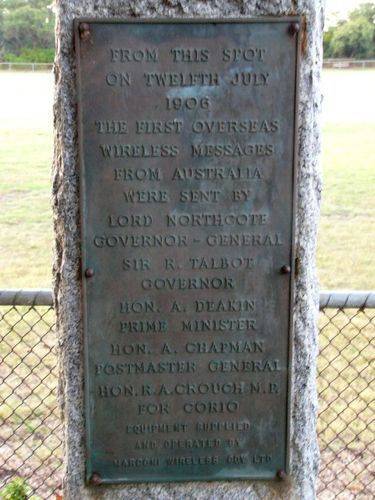 FROM THIS SPOT
ON TWELFTH JULY
1906
THE FIRST OVERSEAS
WIRELESS MESSAGES
FROM AUSTRALIA
WERE SENT BY
LORD NORTHCOTE
GOVERNOR - GENERAL
SIR R. TALBOT
GOVERNOR
HON. A. DEAKIN
PRIME MINISTER
HON. A. CHAPMAN
POSTMASTER GENERAL
HON. R.A. CROUCH M.P.
FOR CORIO
EQUIPMENT SUPPLIED
AND OPERATED BY
MARCONI WIRELESS COY LTD